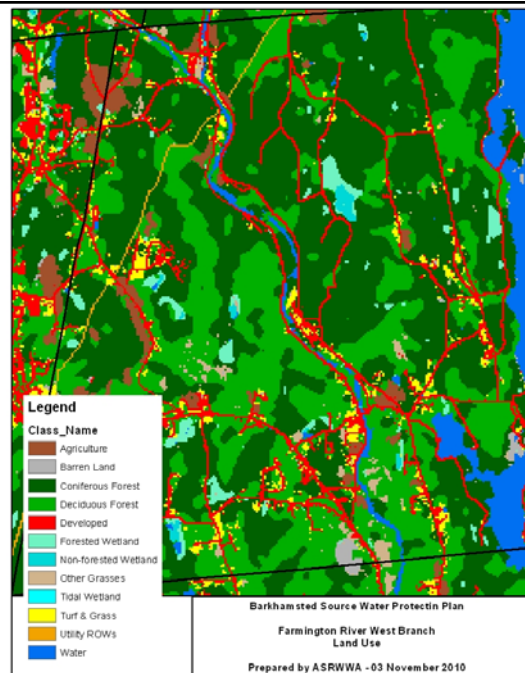 Legend
Class_Name
Agriculture
Barren Land
Coniferous Forest
Deciduous Forest
Developed
Forested Wetland
Non-forested Wetland
Other Grasses
Tidal Wetland
Turf & Grass
Utility ROWs
Water
Barkhamsted Source Water Protectin Plan
Farmington River West Branch
Land Use
Prepared by ASRWWA - 03 November 2010